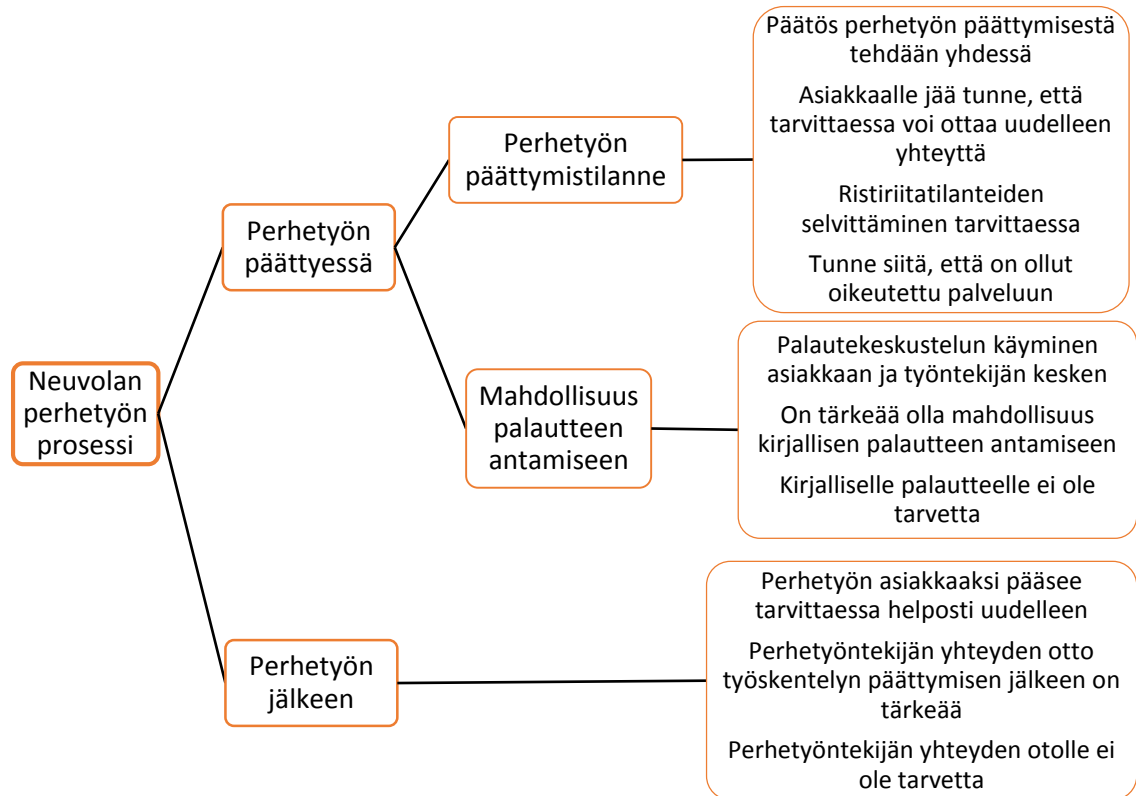 Neuvolan
perhetyön
prosessi
Perhetyön
päättyessä
Perhetyön
päättymistilanne
Päätös perhetyön päättymisestä
tehdään yhdessä
Asiakkaalle jää tunne, että
tarvittaessa voi ottaa uudelleen
yhteyttä
Ristiriitatilanteiden
selvittäminen tarvittaessa
Tunne siitä, että on ollut
oikeutettu palveluun
Mahdollisuus
palautteen
antamiseen
Palautekeskustelun käyminen
asiakkaan ja työntekijän kesken
On tärkeää olla mahdollisuus
kirjallisen palautteen antamiseen
Kirjalliselle palautteelle ei ole
tarvetta
Perhetyön
jälkeen
Perhetyön asiakkaaksi pääsee
tarvittaessa helposti uudelleen
Perhetyöntekijän yhteyden otto
työskentelyn päättymisen jälkeen on
tärkeää
Perhetyöntekijän yhteyden otolle ei
ole tarvetta